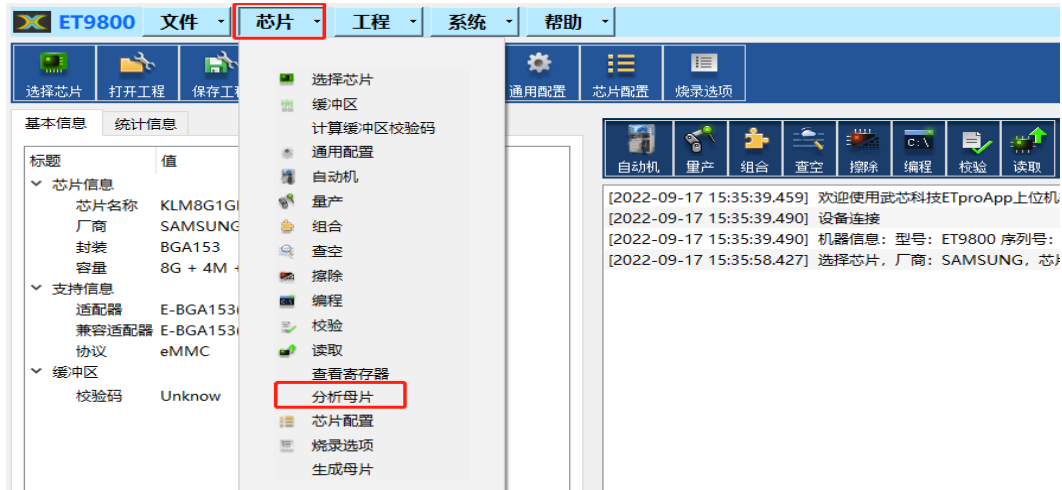 ET9800 文件 芯片 工程 系统 帮助
选择芯片 打开工程 保存工 通用配置 芯片配置 烧录选项
基本信息 统计信息
标题 值
芯片信息
芯片名称 KLM8G1G
厂商 SAMSUNG
封装 BGA153
容量 8G + 4M +
支持信息
适配器 E-BGA153
兼容适配器 E-BGA153
协议 eMMC
缓冲区
校验码 Unknow
选择芯片
缓冲区
计算缓冲区校验码
通用配置
自动机
量产
组合
查空
擦除
编程
校验
读取
查看寄存器
分析母片
芯片配置
烧录选项
生成母片
自动机 量产 组合 查空 擦除 编程 校验 读取
[2022-09-17 15:35:39.459] 欢迎使用武芯科技ETproApp上位机
[2022-09-17 15:35:39.490] 设备连接
[2022-09-17 15:35:39.490] 机器信息：型号：ET9800 序列号：
[2022-09-17 15:35:58.427] 选择芯片，厂商：SAMSUNG，芯